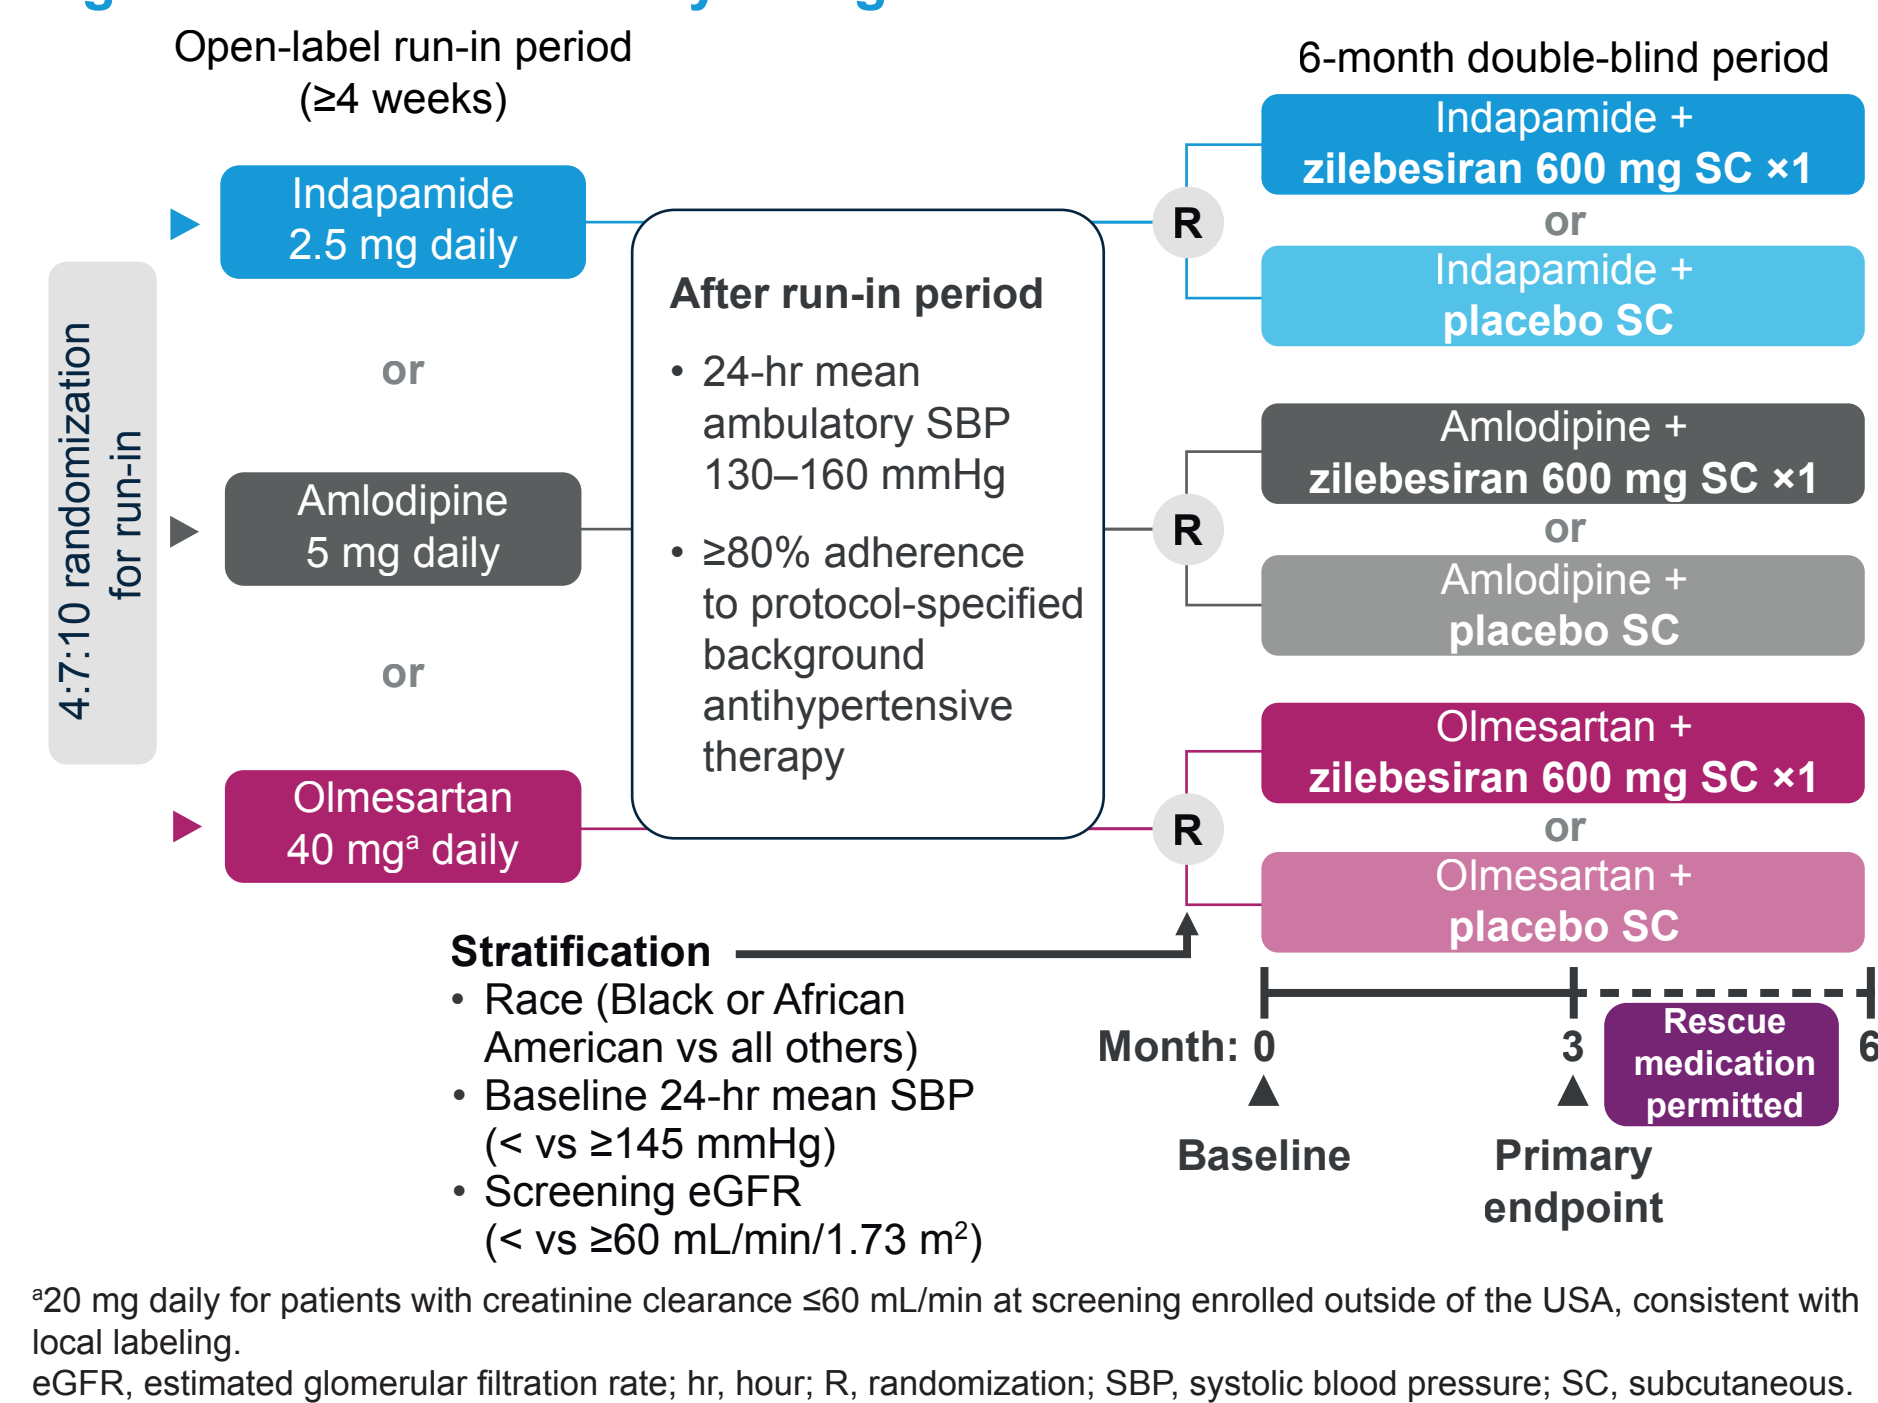 Open-label run-in period
(≥4 weeks)
6-month double-blind period
4:7:10 randomization
for run-in
Indapamide
2.5 mg daily
or
Amlodipine
5 mg daily
or
Olmesartan
40 mgᵃ daily
After run-in period
• 24-hr mean
ambulatory SBP
130–160 mmHg
• ≥80% adherence
to protocol-specified
background
antihypertensive
therapy
R
R
R
Indapamide +
zilebesiran 600 mg SC ×1
or
Indapamide +
placebo SC
Amlodipine +
zilebesiran 600 mg SC ×1
or
Amlodipine +
placebo SC
Olmesartan +
zilebesiran 600 mg SC ×1
or
Olmesartan +
placebo SC
Stratification
• Race (Black or African
American vs all others)
• Baseline 24-hr mean SBP
(< vs ≥145 mmHg)
• Screening eGFR
(< vs ≥60 mL/min/1.73 m²)
Month: 0 3 6
Rescue
medication
permitted
Baseline
Primary
endpoint
ᵃ20 mg daily for patients with creatinine clearance ≤60 mL/min at screening enrolled outside of the USA, consistent with
local labeling.
eGFR, estimated glomerular filtration rate; hr, hour; R, randomization; SBP, systolic blood pressure; SC, subcutaneous.